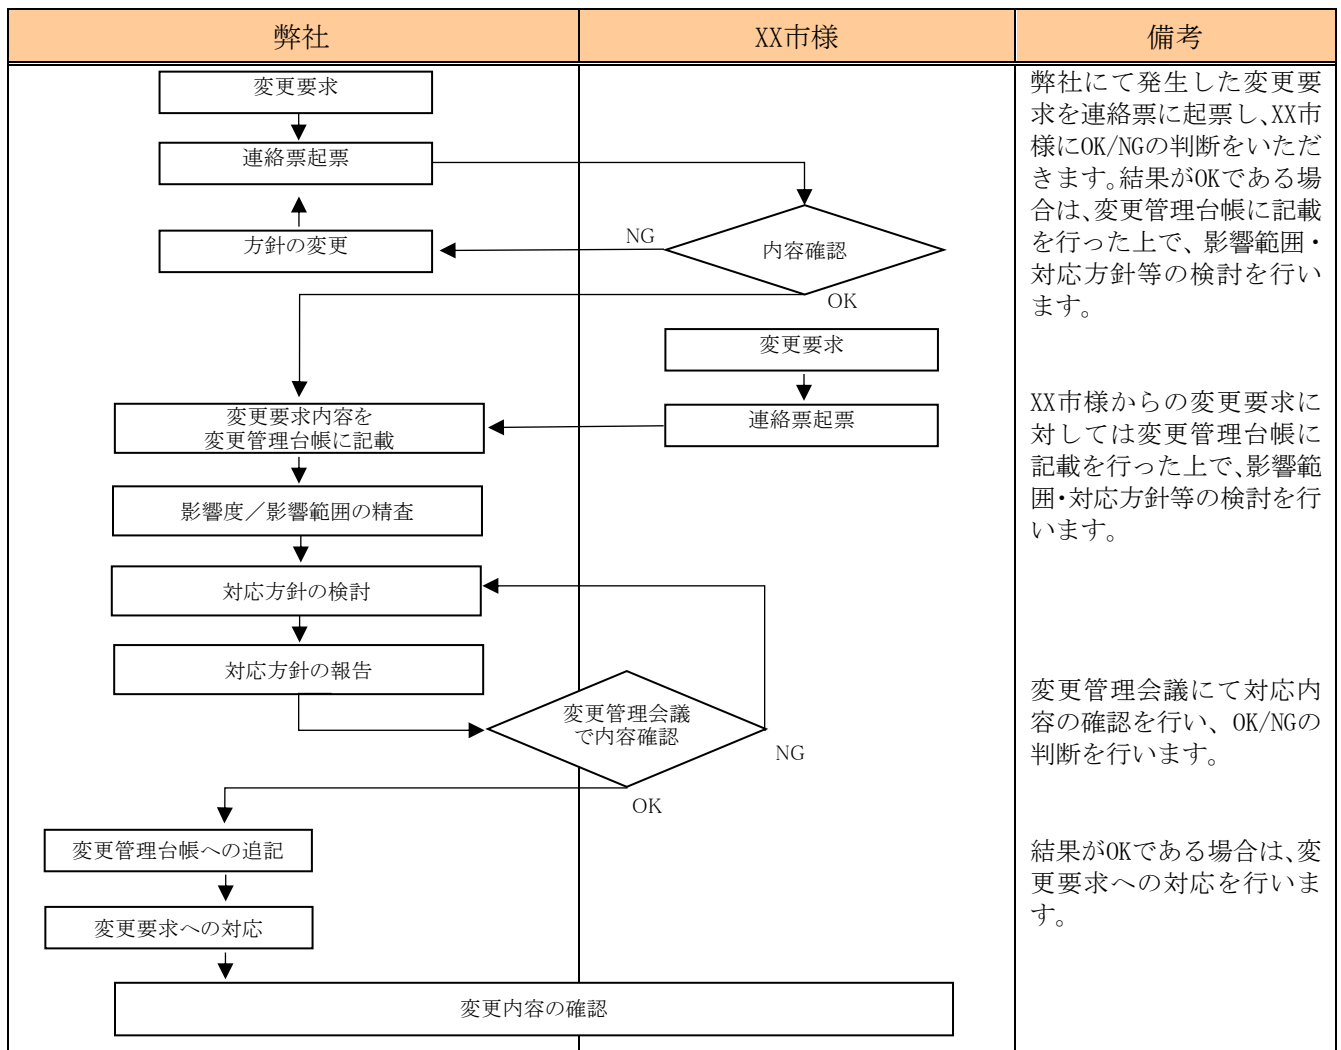 弊社
XX市様
備考
変更要求
連絡票起票
方針の変更
NG
内容確認
OK
変更要求
連絡票起票
変更要求内容を
変更管理台帳に記載
影響度／影響範囲の精査
対応方針の検討
対応方針の報告
変更管理会議
で内容確認
NG
OK
変更管理台帳への追記
変更要求への対応
変更内容の確認
弊社にて発生した変更要
求を連絡票に起票し、XX市
様にOK/NGの判断をいただ
きます。結果がOKである場
合は、変更管理台帳に記載
を行った上で、影響範囲・
対応方針等の検討を行い
ます。
XX市様からの変更要求に
対しては変更管理台帳に
記載を行った上で、影響範
囲・対応方針等の検討を行
います。
変更管理会議にて対応内
容の確認を行い、OK/NGの
判断を行います。
結果がOKである場合は、変
更要求への対応を行いま
す。